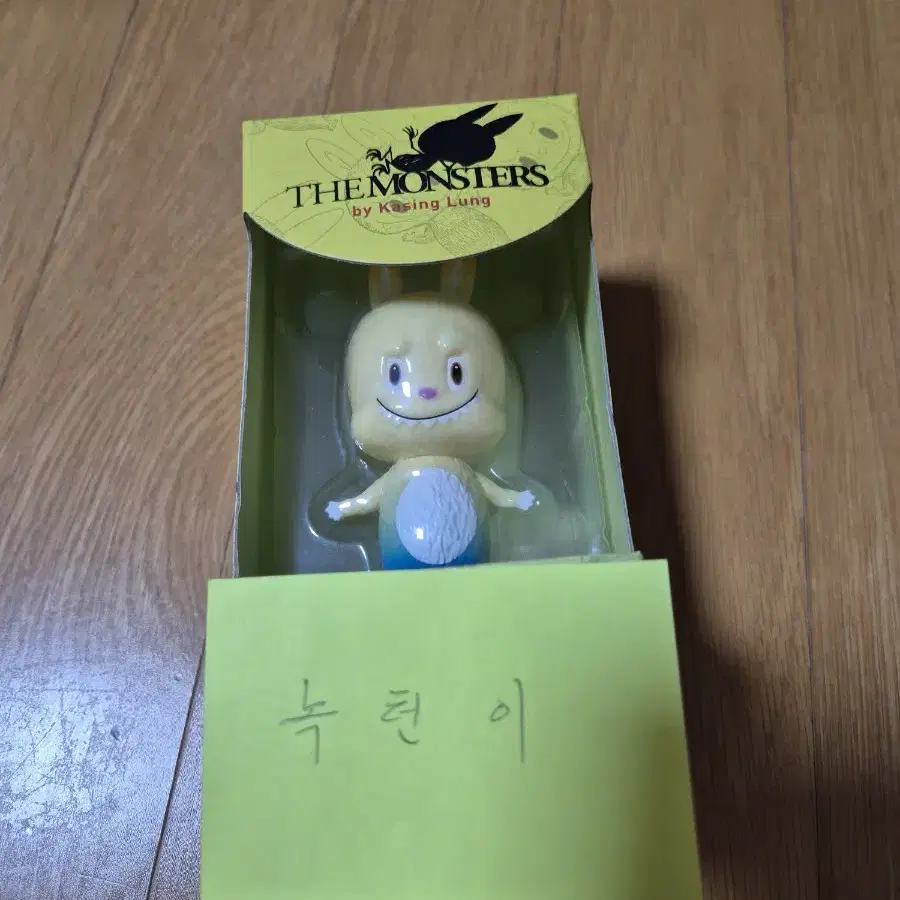 THE MONSTERS
by Kasing Lung
녹턴이